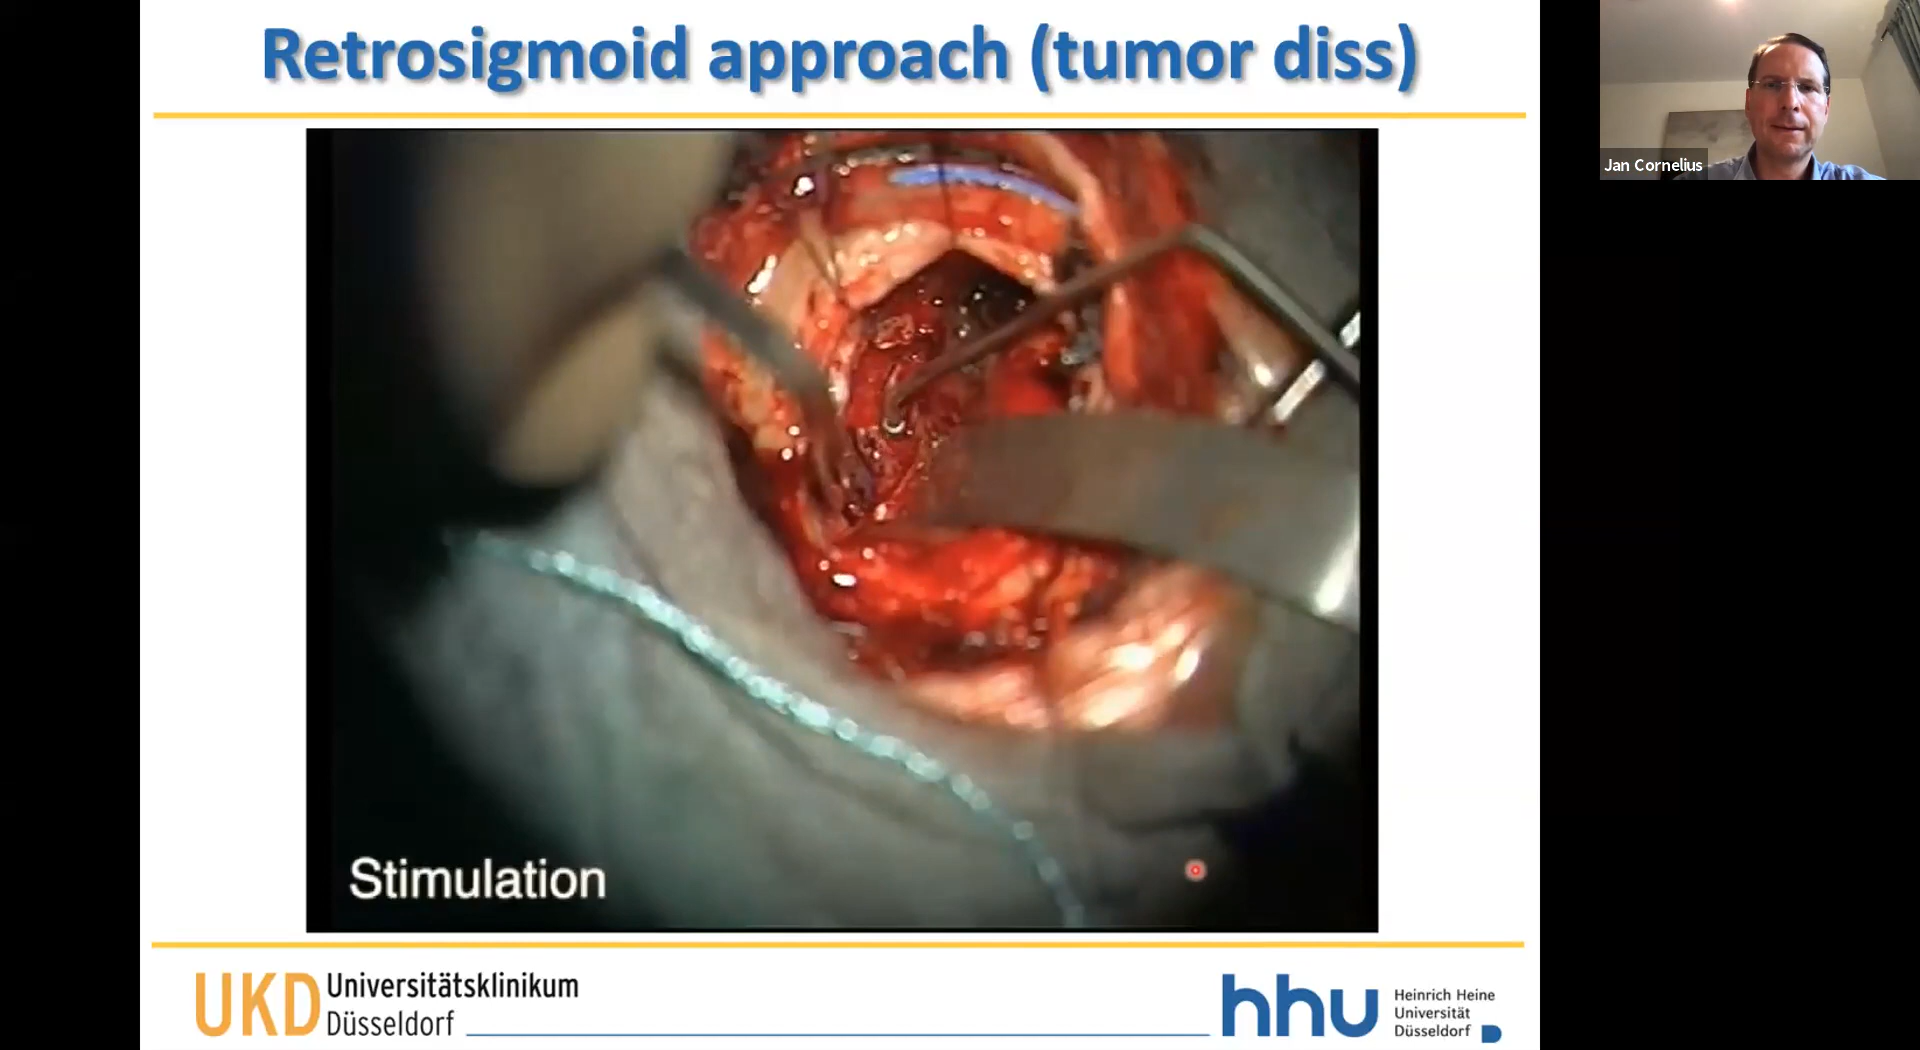 Retrosigmoid approach (tumor diss)
Jan Cornelius
Stimulation
UKD Universitätsklinikum
Düsseldorf
hhu Heinrich Heine
Universität
Düsseldorf